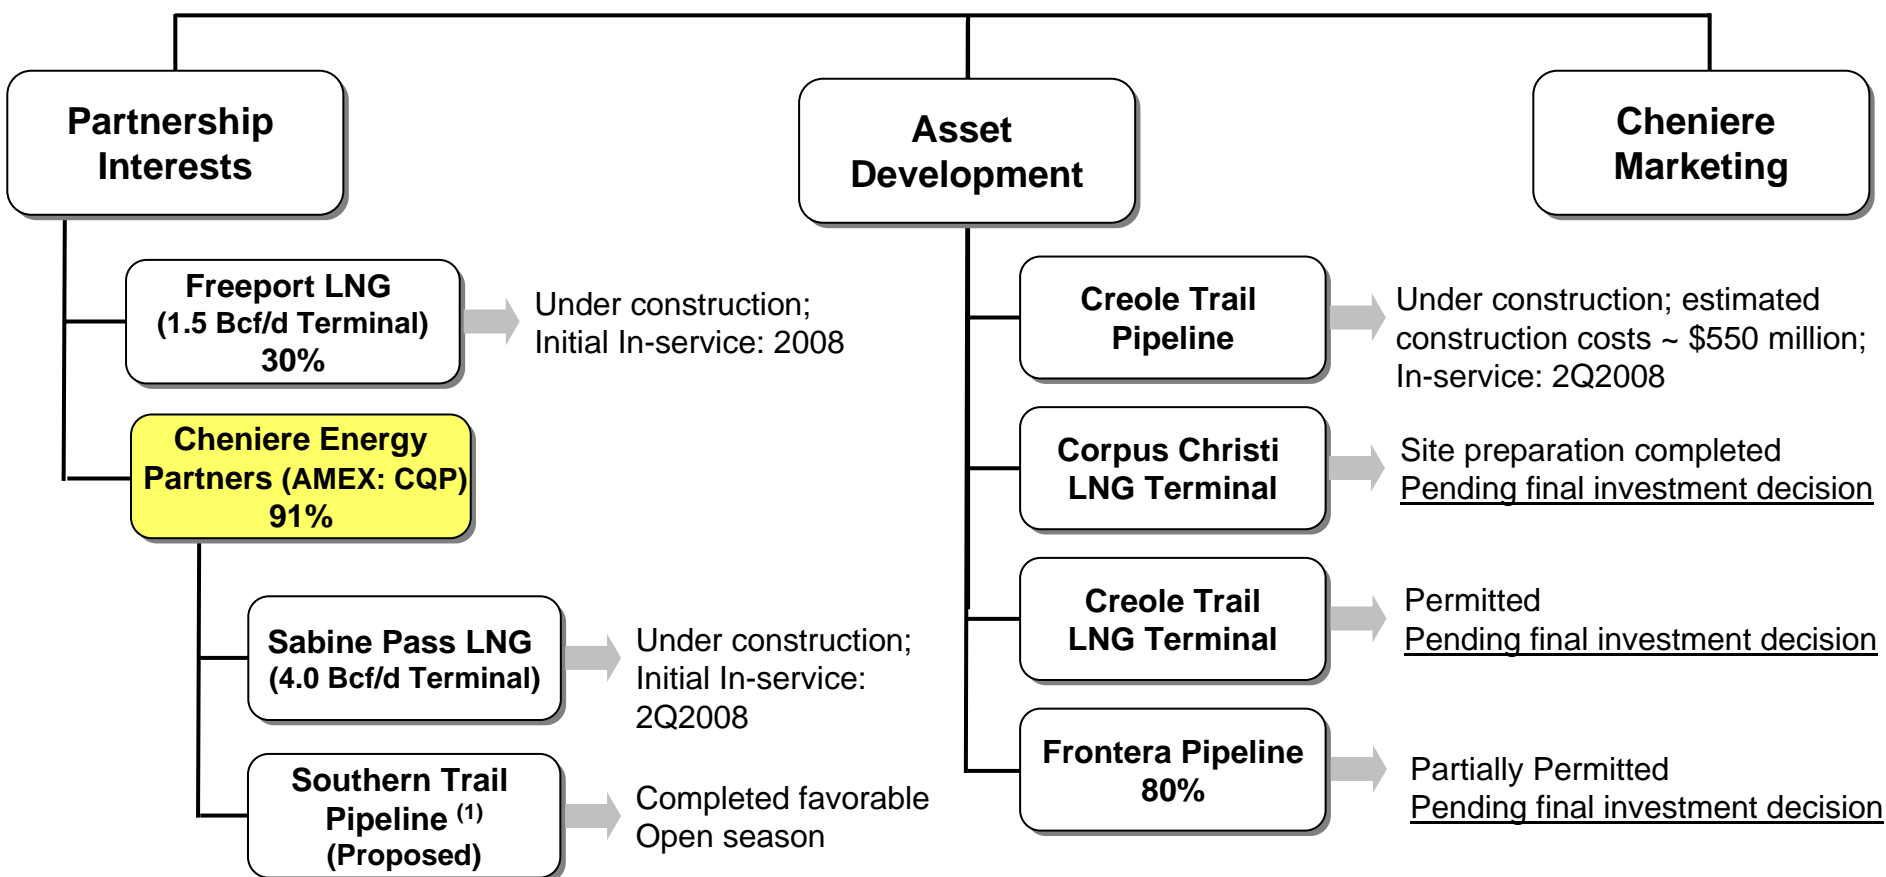 Partnership
Interests
Asset
Development
Cheniere
Marketing
Freeport LNG
(1.5 Bcf/d Terminal)
30%
Under construction;
Initial In-service: 2008
Cheniere Energy
Partners (AMEX: CQP)
91%
Sabine Pass LNG
(4.0 Bcf/d Terminal)
Under construction;
Initial In-service:
2Q2008
Southern Trail
Pipeline (1)
(Proposed)
Completed favorable
Open season
Creole Trail
Pipeline
Under construction; estimated
construction costs ~ $550 million;
In-service: 2Q2008
Corpus Christi
LNG Terminal
Site preparation completed
Pending final investment decision
Creole Trail
LNG Terminal
Permitted
Pending final investment decision
Frontera Pipeline
80%
Partially Permitted
Pending final investment decision